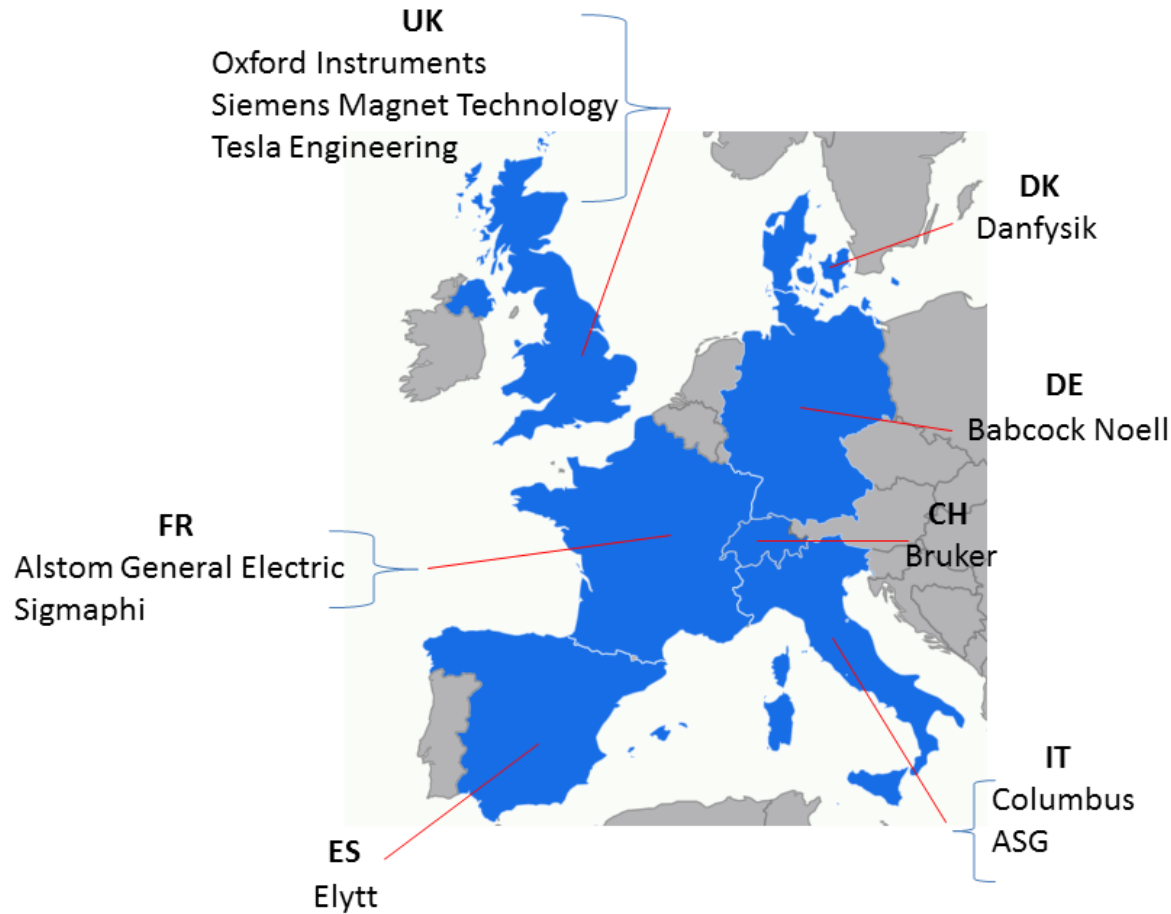 UK
Oxford Instruments
Siemens Magnet Technology
Tesla Engineering
DK
Danfysik
DE
Babcock Noell
CH
Bruker
FR
Alstom General Electric
Sigmaphi
IT
Columbus
ASG
ES
Elytt